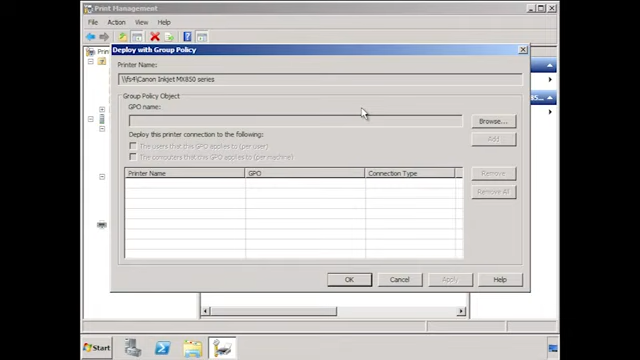 Print Management
File Action View Help
Deploy with Group Policy
Printer Name:
\\fs4\Canon Inkjet MX850 series
Group Policy Object
GPO name:
Browse...
Deploy this printer connection to the following:
Add
The users that this GPO applies to (per user)
The computers that this GPO applies to (per machine)
Printer Name GPO Connection Type
Remove
Remove All
OK Cancel Apply Help
Start